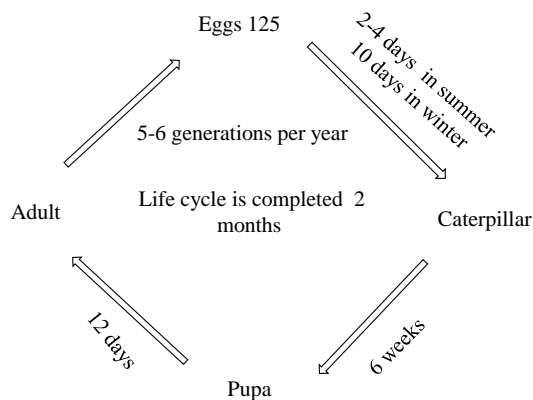 Eggs 125
2-4 days in summer
10 days in winter
5-6 generations per year
Adult
Life cycle is completed 2
months
Caterpillar
12 days
6 weeks
Pupa